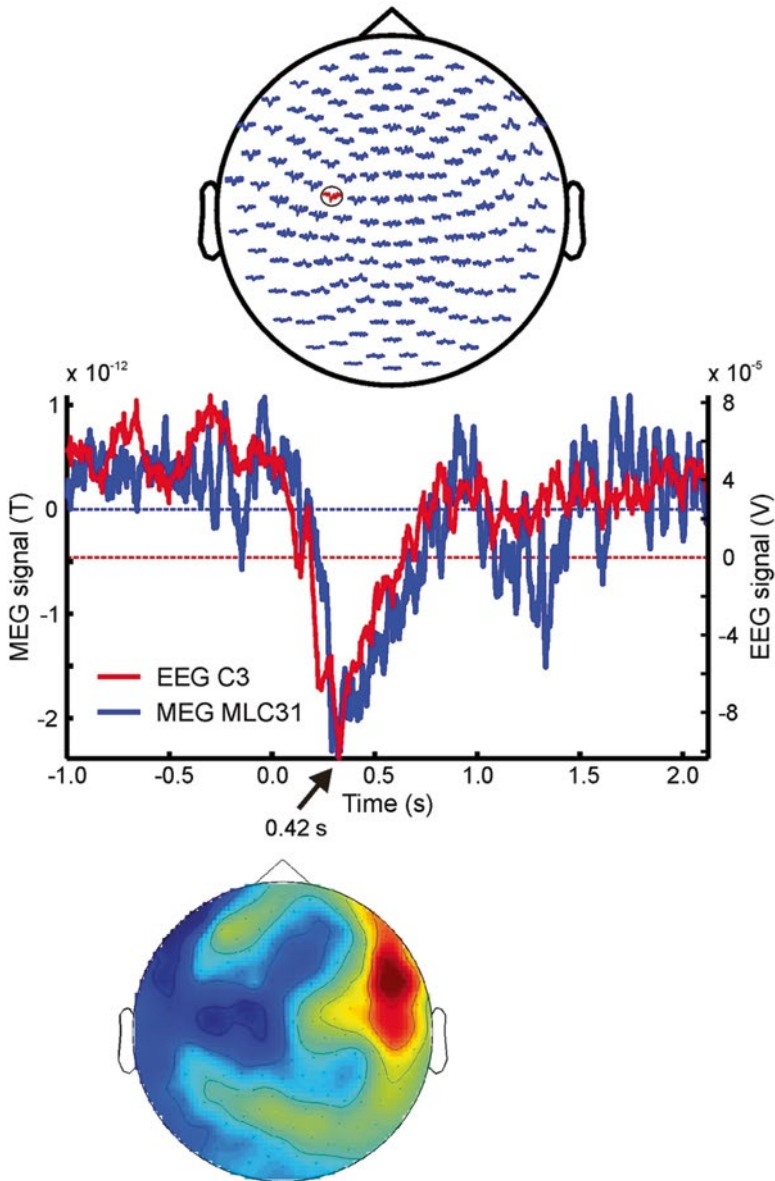 x 10-12
x 10-5
1
0
-1
-2
MEG signal (T)
8
4
0
-4
-8
EEG signal (V)
EEG C3
MEG MLC31
-1.0 -0.5 0.0 0.5 1.0 1.5 2.0
Time (s)
0.42 s